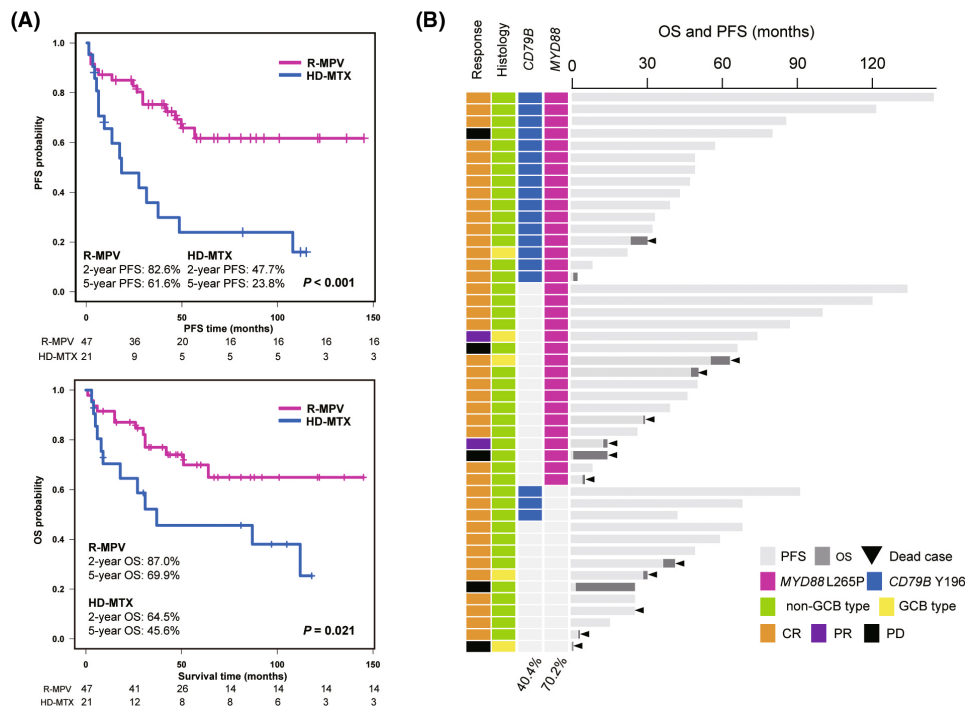 (A)
R-MPV
HD-MTX
PFS probability
1.0
0.8
0.6
0.4
0.2
0.0
R-MPV HD-MTX
2-year PFS: 82.6% 2-year PFS: 47.7%
5-year PFS: 61.6% 5-year PFS: 23.8%
P < 0.001
0 50 100 150
PFS time (months)
R-MPV 47 36 20 16 16 16 16
HD-MTX 21 9 5 5 5 3 3
R-MPV
HD-MTX
OS probability
1.0
0.8
0.6
0.4
0.2
0.0
R-MPV
2-year OS: 87.0%
5-year OS: 69.9%
HD-MTX
2-year OS: 64.5%
5-year OS: 45.6%
P = 0.021
0 50 100 150
Survival time (months)
R-MPV 47 41 26 14 14 14 14
HD-MTX 21 12 8 8 6 3 3
(B)
Response
Histology
CD79B
MYD88
OS and PFS (months)
0 30 60 90 120
PFS OS Dead case
MYD88 L265P CD79B Y196
non-GCB type GCB type
CR PR PD
40.4%
70.2%